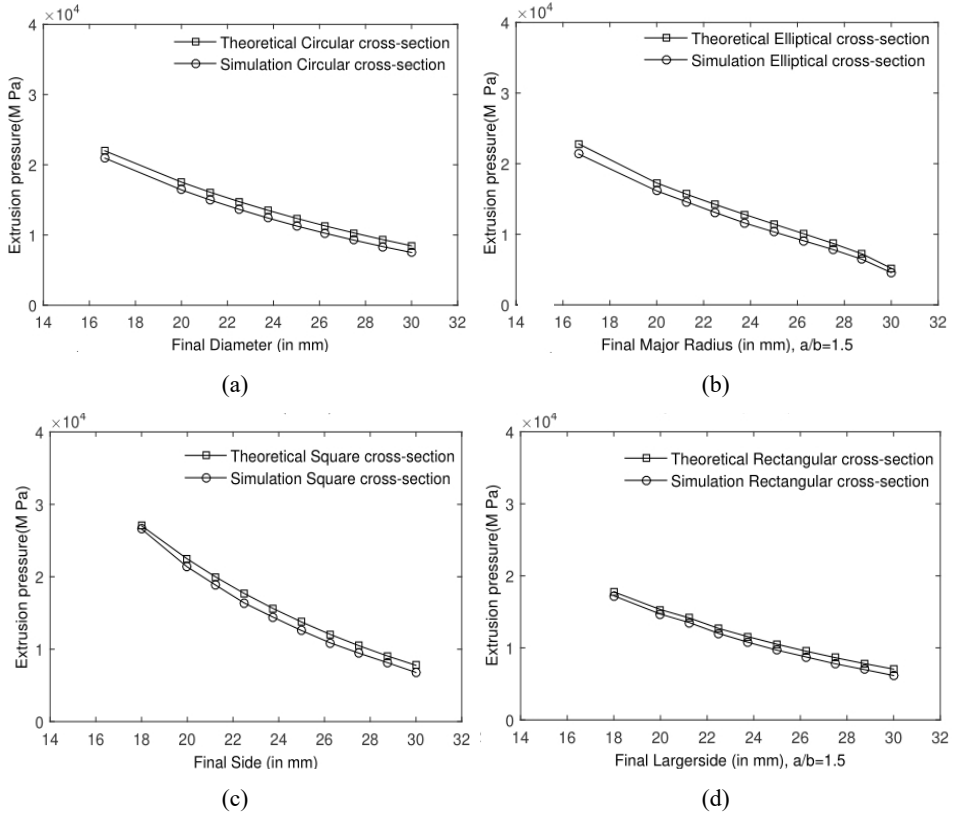 ×10⁴
4
3
2
1
0
Extrusion pressure(M Pa)
Theoretical Circular cross-section
Simulation Circular cross-section
14 16 18 20 22 24 26 28 30 32
Final Diameter (in mm)
(a)
×10⁴
4
3
2
1
0
Extrusion pressure(M Pa)
Theoretical Elliptical cross-section
Simulation Elliptical cross-section
14 16 18 20 22 24 26 28 30 32
Final Major Radius (in mm), a/b=1.5
(b)
×10⁴
4
3
2
1
0
Extrusion pressure(M Pa)
Theoretical Square cross-section
Simulation Square cross-section
14 16 18 20 22 24 26 28 30 32
Final Side (in mm)
(c)
×10⁴
4
3
2
1
0
Extrusion pressure(M Pa)
Theoretical Rectangular cross-section
Simulation Rectangular cross-section
14 16 18 20 22 24 26 28 30 32
Final Largerside (in mm), a/b=1.5
(d)